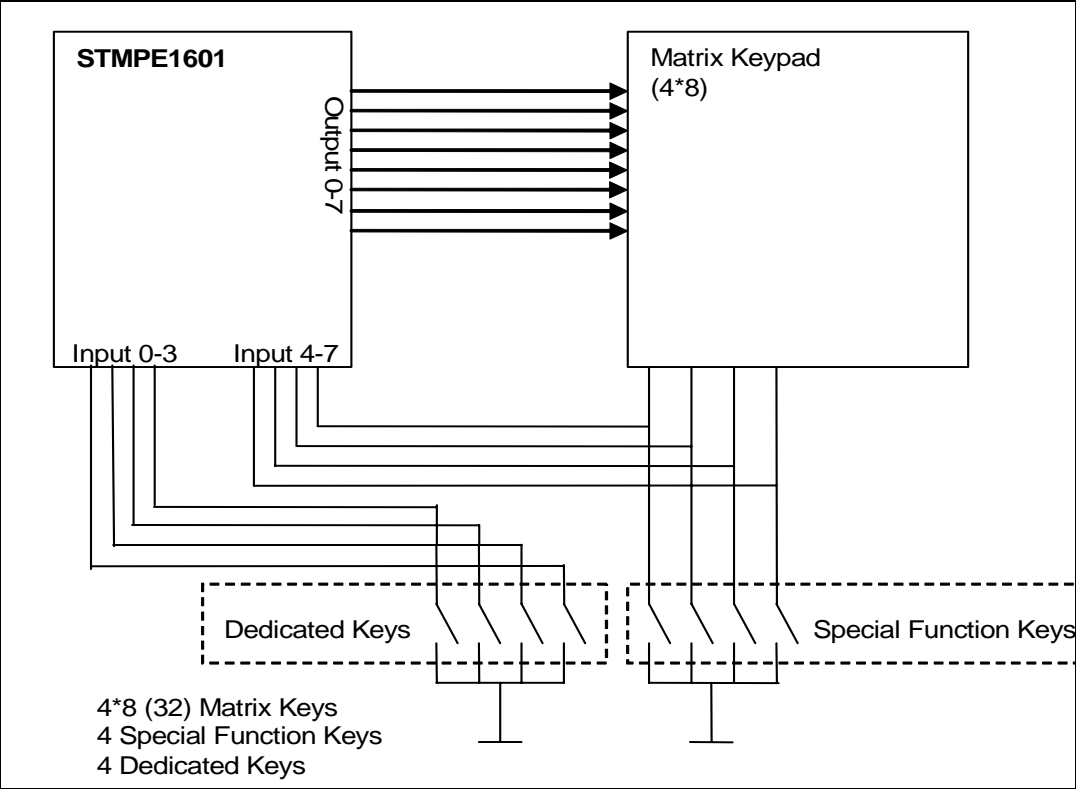 STMPE1601
Matrix Keypad
(4*8)
Output 0-7
Input 0-3
Input 4-7
Dedicated Keys
Special Function Keys
4*8 (32) Matrix Keys
4 Special Function Keys
4 Dedicated Keys